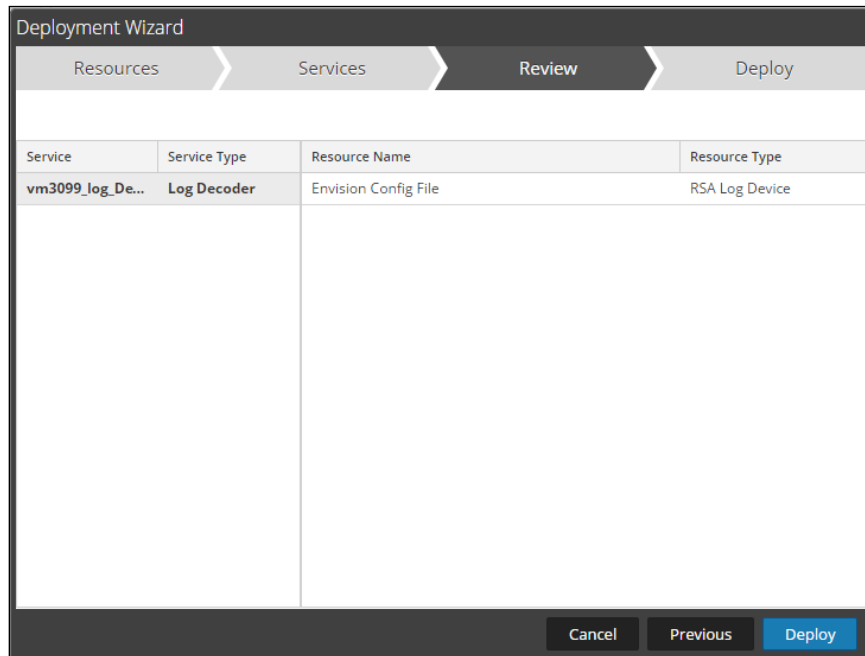 Deployment Wizard
Resources Services Review Deploy
Service Service Type Resource Name Resource Type
vm3099_log_De... Log Decoder Envision Config File RSA Log Device
Cancel Previous Deploy